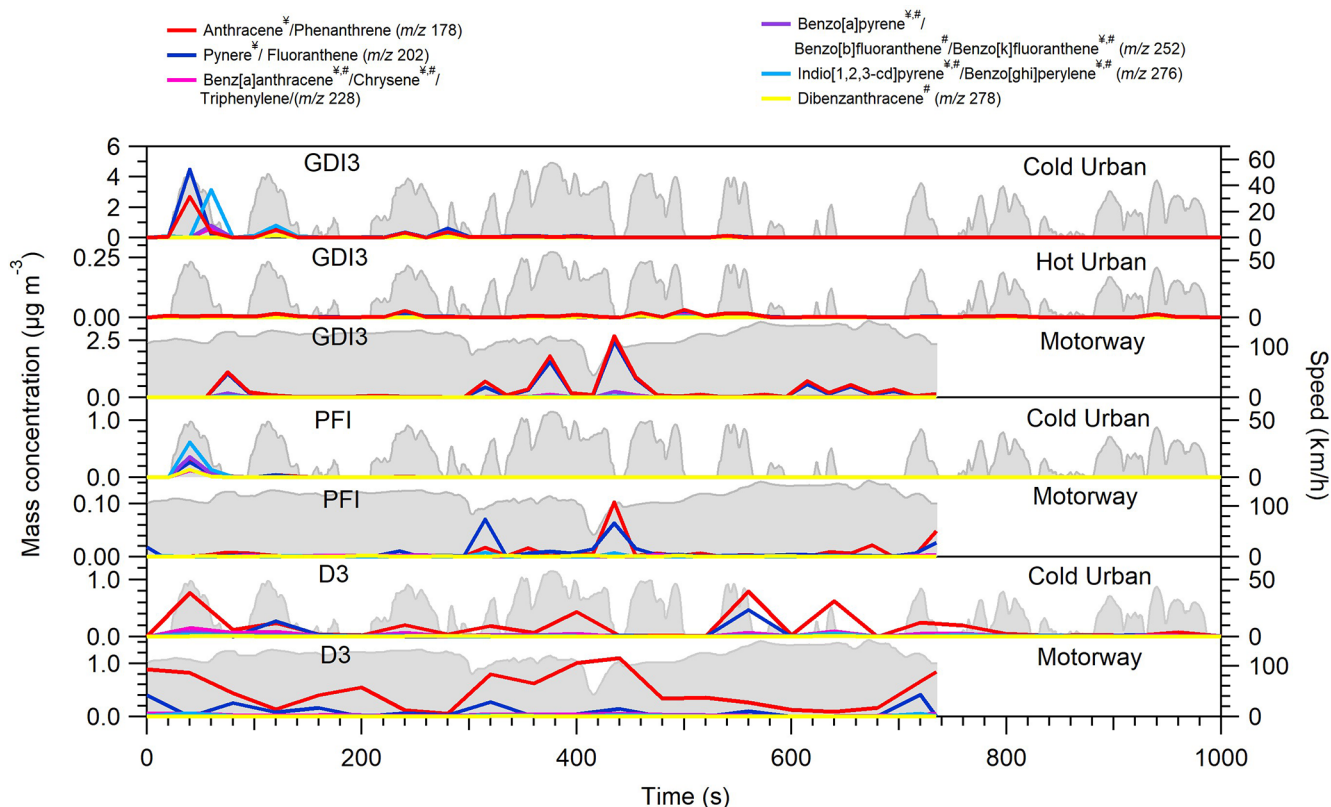 Anthracene¥/Phenanthrene (m/z 178)
Pynere¥/ Fluoranthene (m/z 202)
Benz[a]anthracene¥,#/Chrysene¥,#/
Triphenylene/(m/z 228)
Benzo[a]pyrene¥,#/
Benzo[b]fluoranthene#/Benzo[k]fluoranthene¥,# (m/z 252)
Indio[1,2,3-cd]pyrene¥,#/Benzo[ghi]perylene¥,# (m/z 276)
Dibenzanthracene# (m/z 278)
Mass concentration (µg m⁻³)
6
4
2
0
GDI3
Cold Urban
60
40
20
0
0.25
0.00
GDI3
Hot Urban
50
0
2.5
0.0
GDI3
Motorway
100
0
1.0
0.0
PFI
Cold Urban
50
0
0.10
0.00
PFI
Motorway
100
0
1.0
0.0
D3
Cold Urban
50
0
1.0
0.0
D3
Motorway
100
0
Speed (km/h)
0 200 400 600 800 1000
Time (s)